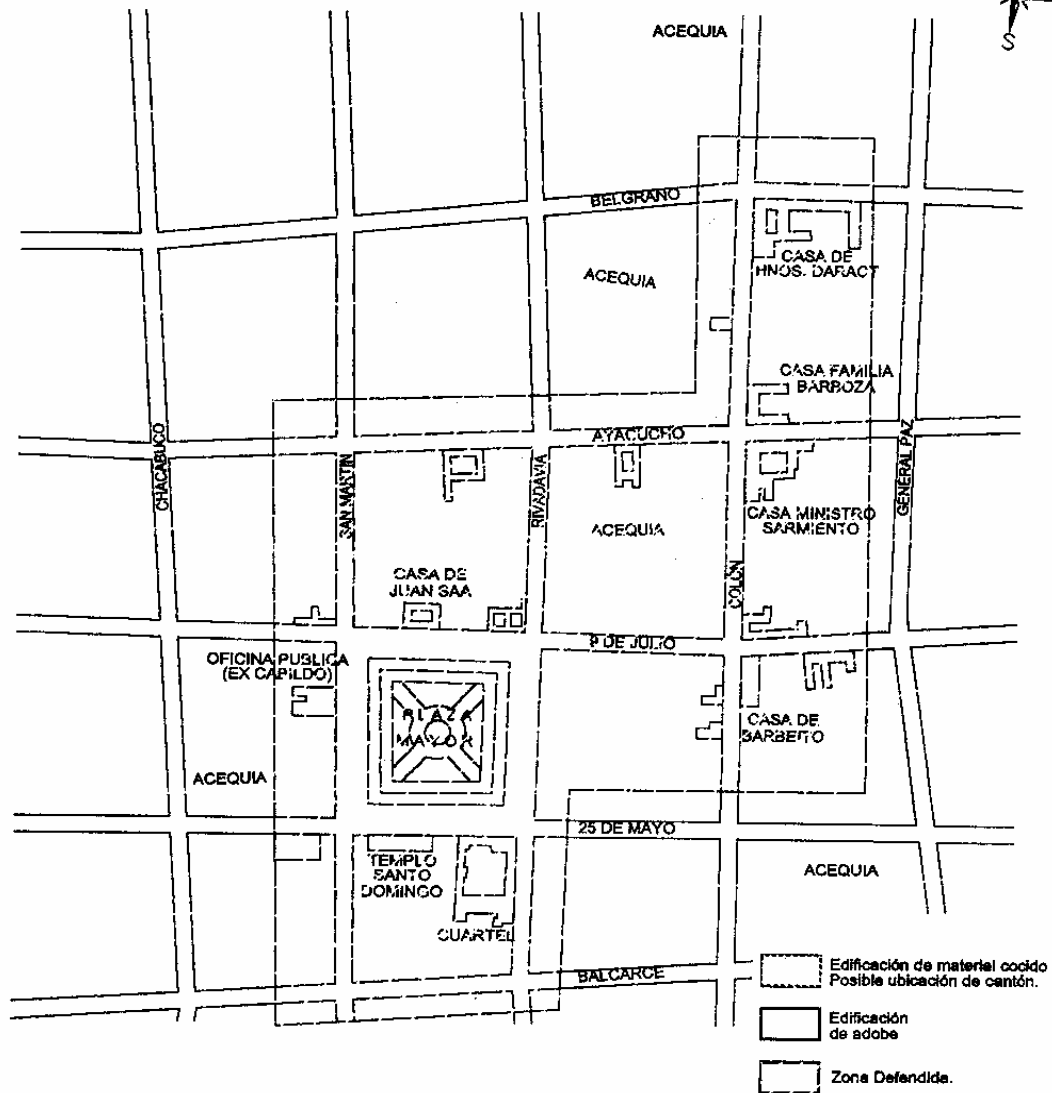 ACEQUIA
S
BELGRANO
CASA DE
HNOS. DARACT
ACEQUIA
CASA FAMILIA
BARBOZA
AYACUCHO
CHACABUCO
SAN MARTIN
RIVADAVIA
COLÓN
GENERAL PAZ
CASA MINISTRO
SARMIENTO
ACEQUIA
CASA DE
JUAN SAA
9 DE JULIO
OFICINA PUBLICA
(EX CABILDO)
PLAZA
MAYOR
CASA DE
BARBEITO
ACEQUIA
25 DE MAYO
TEMPLO
SANTO
DOMINGO
ACEQUIA
CUARTEL
BALCARCE
Edificación de material cocido
Posible ubicación de cantón.
Edificación
de adobe
Zona Defendida.